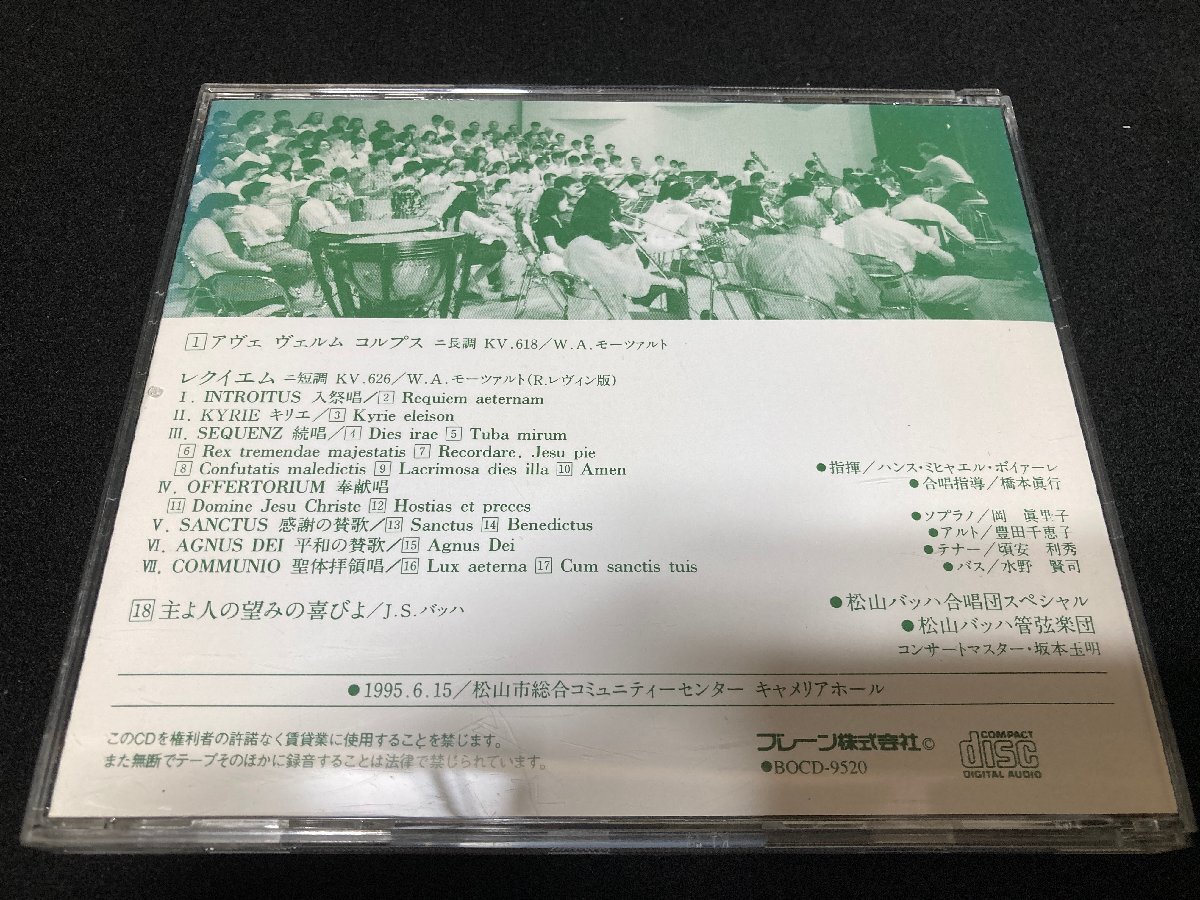 1 アヴェ ヴェルム コルプス ニ長調 KV.618/W.A.モーツァルト
レクイエム ニ短調 KV.626/W.A.モーツァルト(R.レヴィン版)
I. INTROITUS 入祭唱/2 Requiem aeternam
II. KYRIE キリエ/3 Kyrie eleison
III. SEQUENZ 続唱/4 Dies irae 5 Tuba mirum
6 Rex tremendae majestatis 7 Recordare, Jesu pie
8 Confutatis maledictis 9 Lacrimosa dies illa 10 Amen
IV. OFFERTORIUM 奉献唱
11 Domine Jesu Christe 12 Hostias et preces
V. SANCTUS 感謝の賛歌/13 Sanctus 14 Benedictus
VI. AGNUS DEI 平和の賛歌/15 Agnus Dei
VII. COMMUNIO 聖体拝領唱/16 Lux aeterna 17 Cum sanctis tuis
18 主よ人の望みの喜びよ/J.S.バッハ
●指揮/ハンス・ミヒャエル・ボイアーレ
●合唱指導/橋本眞行
●ソプラノ/岡 眞里子
●アルト/豊田千恵子
●テナー/頃安 利秀
●バス/水野 賢司
●松山バッハ合唱団スペシャル
●松山バッハ管弦楽団
コンサートマスター・坂本玉明
●1995.6.15/松山市総合コミュニティーセンター キャメリアホール
このCDを権利者の許諾なく賃貸業に使用することを禁じます。
また無断でテープそのほかに録音することは法律で禁じられています。
ブレーン株式会社©
●BOCD-9520
COMPACT
disc
DIGITAL AUDIO